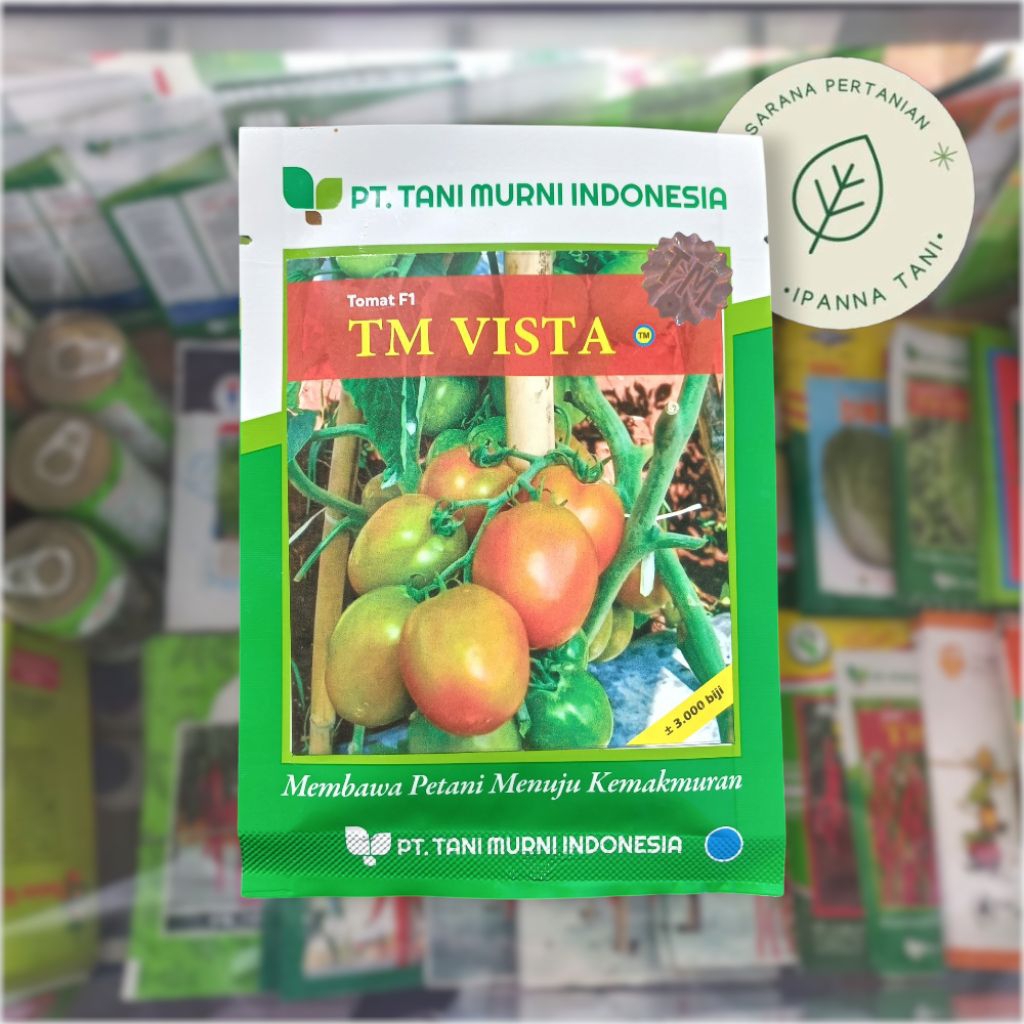 SARANA PERTANIAN
•IPANNA TANI•
PT. TANI MURNI INDONESIA
TM
Tomat F1
TM VISTA TM
± 3.000 biji
Membawa Petani Menuju Kemakmuran
PT. TANI MURNI INDONESIA